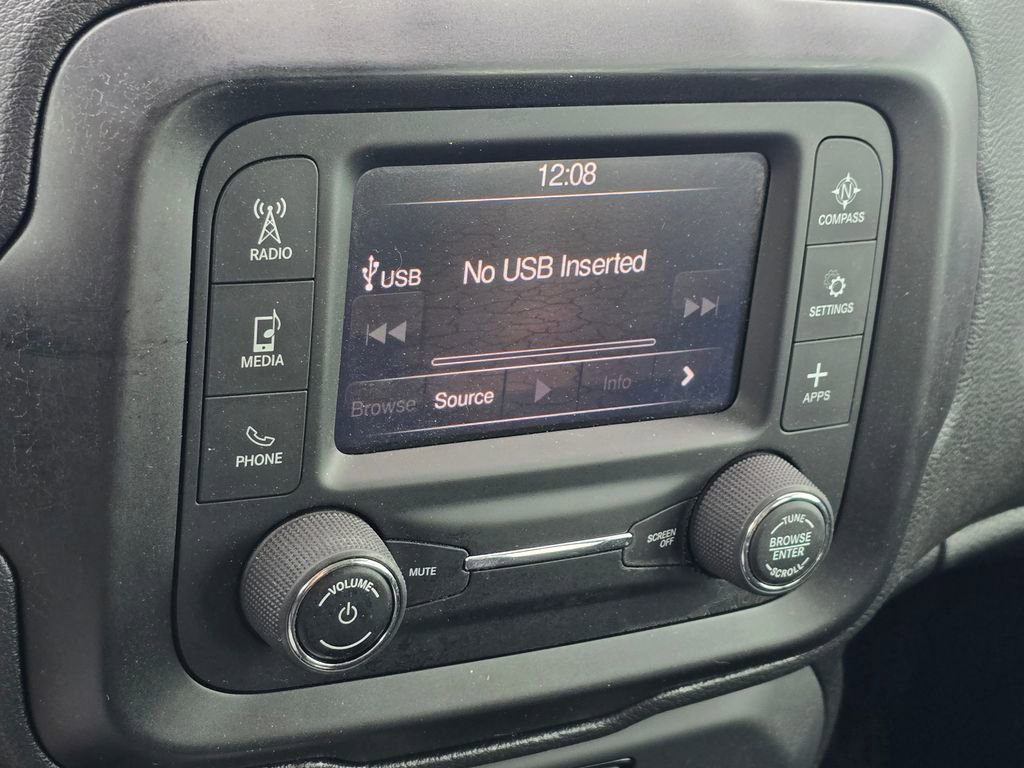 12:08
RADIO
N
COMPASS
USB
No USB Inserted
SETTINGS
MEDIA
Browse
Source
Info
APPS
PHONE
MUTE
SCREEN
OFF
VOLUME
TUNE
BROWSE
ENTER
SCROLL